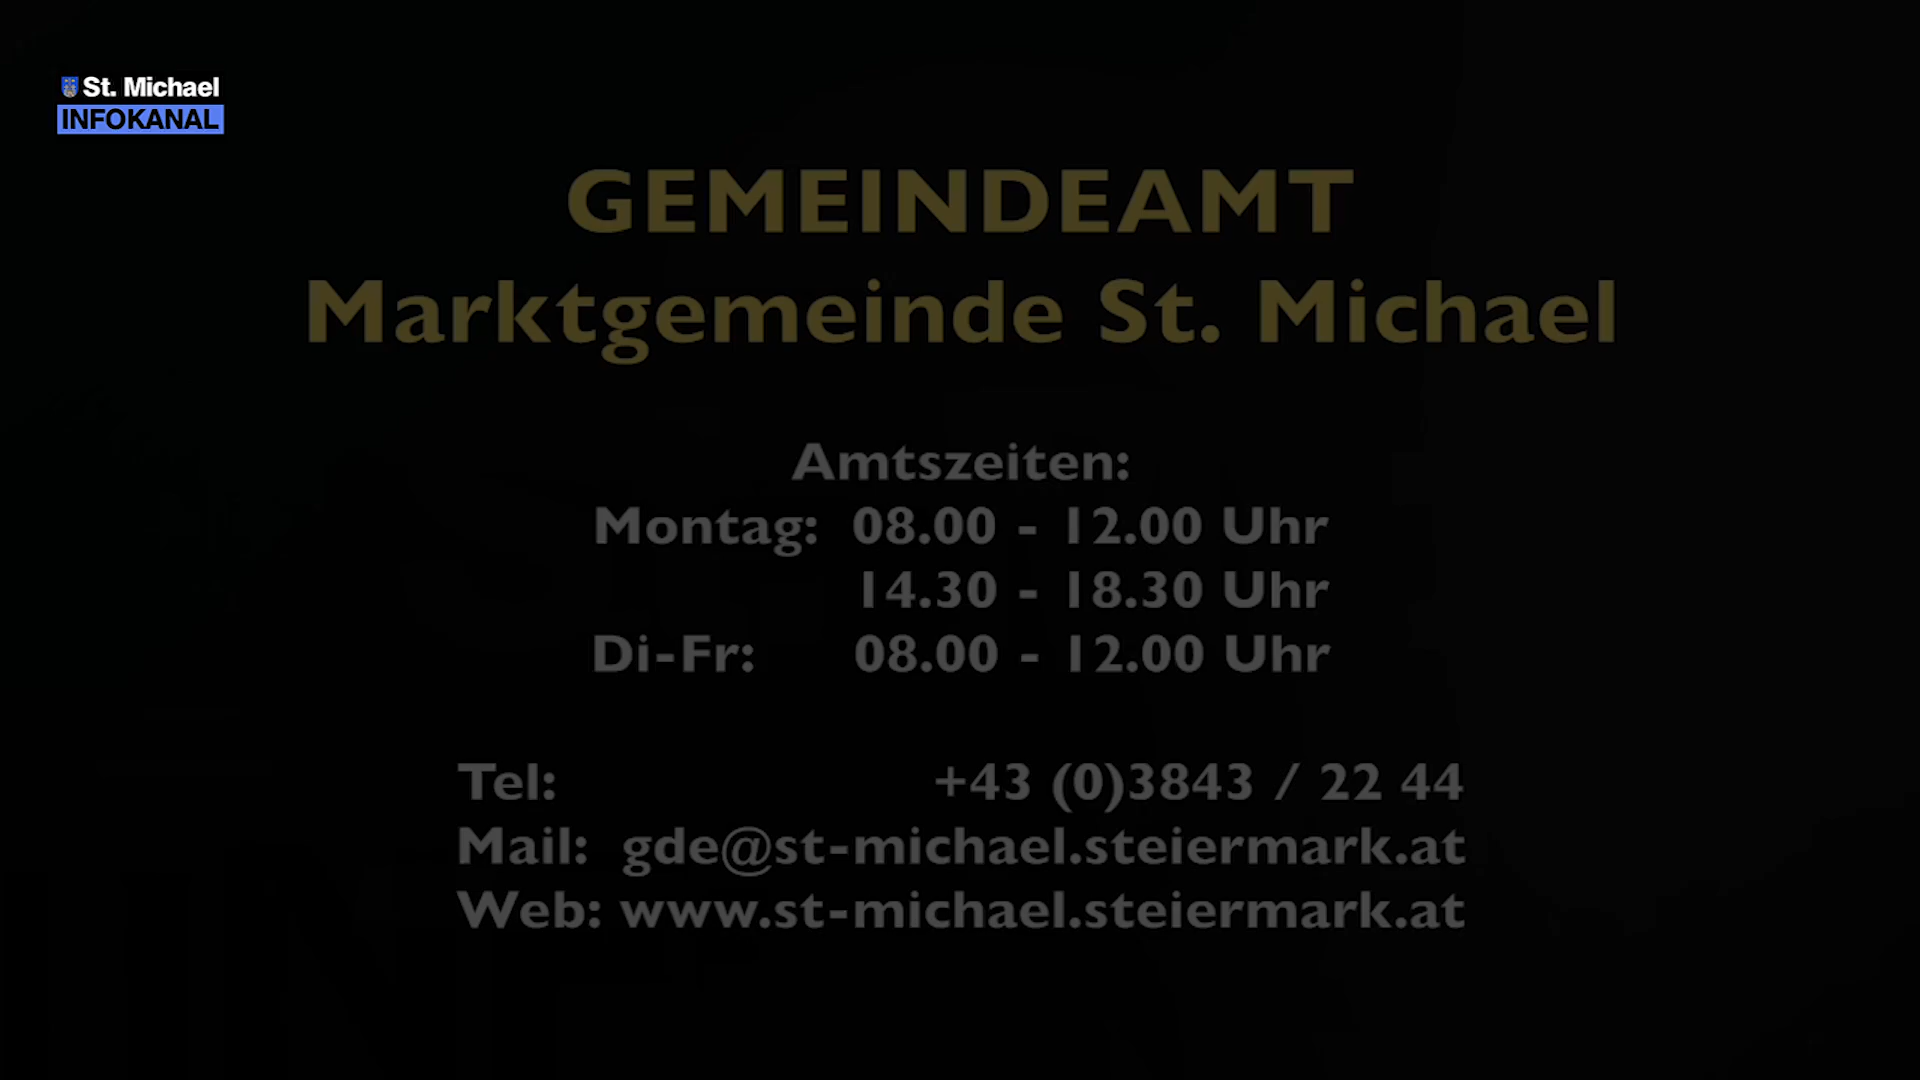 St. Michael
INFOKANAL
GEMEINDEAMT
Marktgemeinde St. Michael
Amtszeiten:
Montag: 08.00 - 12.00 Uhr
14.30 - 18.30 Uhr
Di-Fr: 08.00 - 12.00 Uhr
Tel: +43 (0)3843 / 22 44
Mail: gde@st-michael.steiermark.at
Web: www.st-michael.steiermark.at